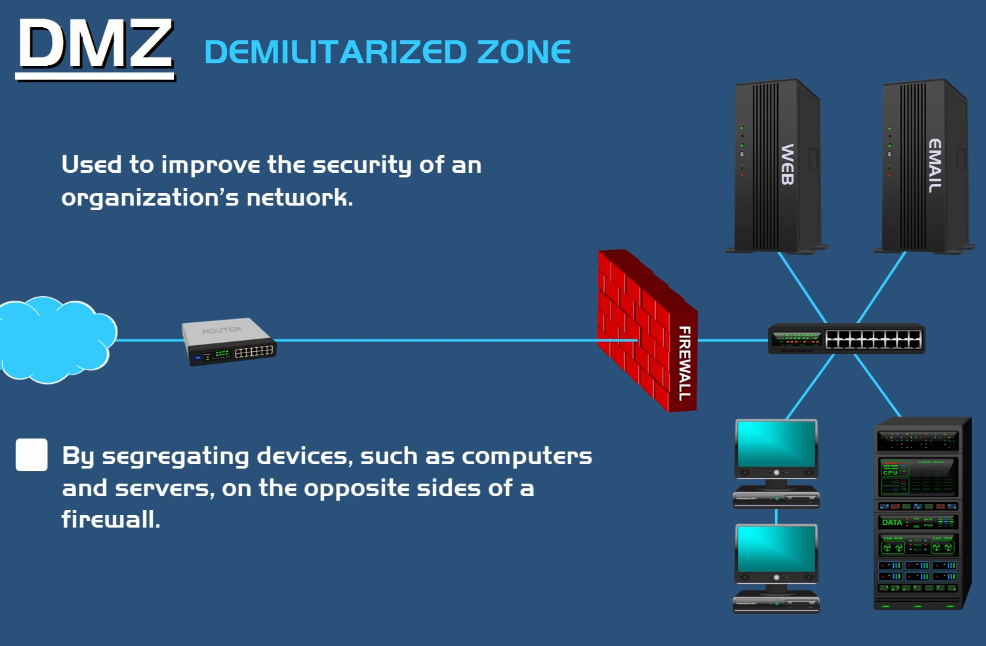 DMZ DEMILITARIZED ZONE
Used to improve the security of an
organization's network.
WEB
EMAIL
ROUTER
FIREWALL
By segregating devices, such as computers
and servers, on the opposite sides of a
firewall.
CPU
DATA